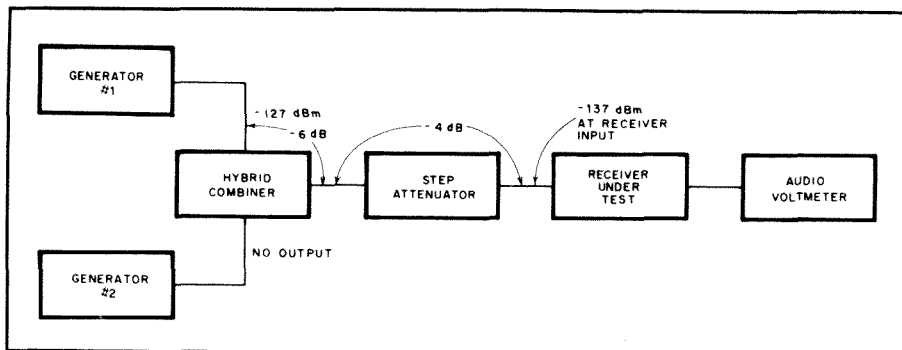 GENERATOR
#1
-127 dBm
-6 dB
-4 dB
-137 dBm
AT RECEIVER
INPUT
HYBRID
COMBINER
STEP
ATTENUATOR
RECEIVER
UNDER
TEST
AUDIO
VOLTMETER
NO OUTPUT
GENERATOR
#2